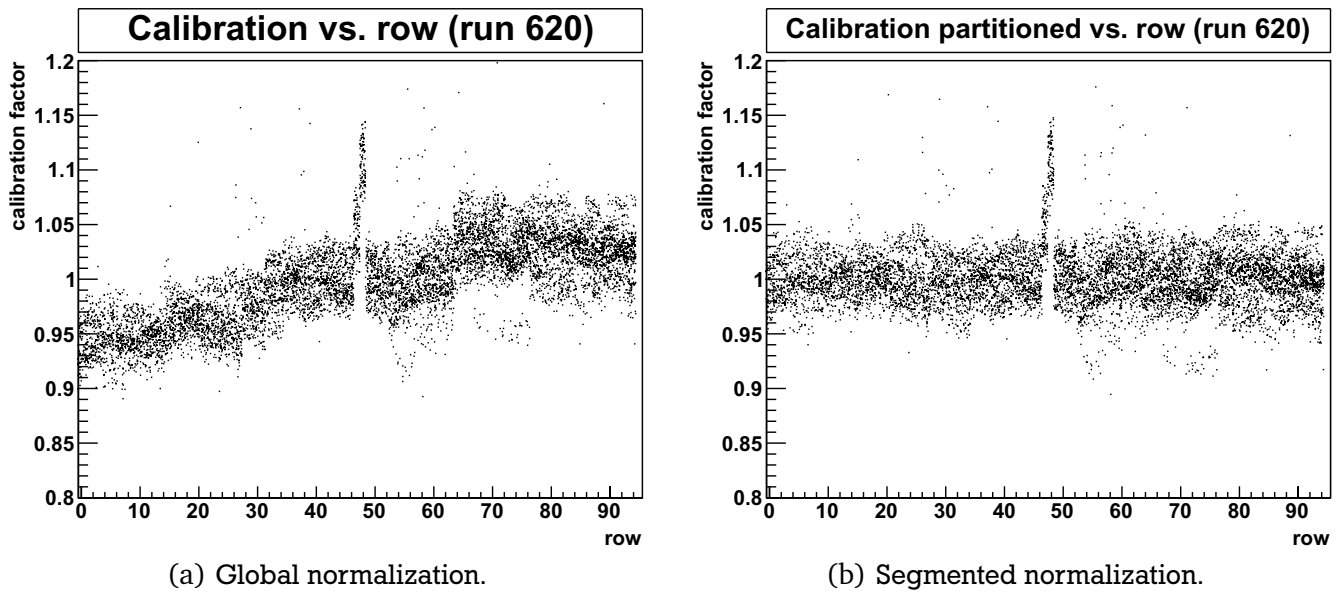 Calibration vs. row (run 620)
calibration factor
1.2
1.15
1.1
1.05
1
0.95
0.9
0.85
0.8
0 10 20 30 40 50 60 70 80 90
row
(a) Global normalization.
Calibration partitioned vs. row (run 620)
calibration factor
1.2
1.15
1.1
1.05
1
0.95
0.9
0.85
0.8
0 10 20 30 40 50 60 70 80 90
row
(b) Segmented normalization.